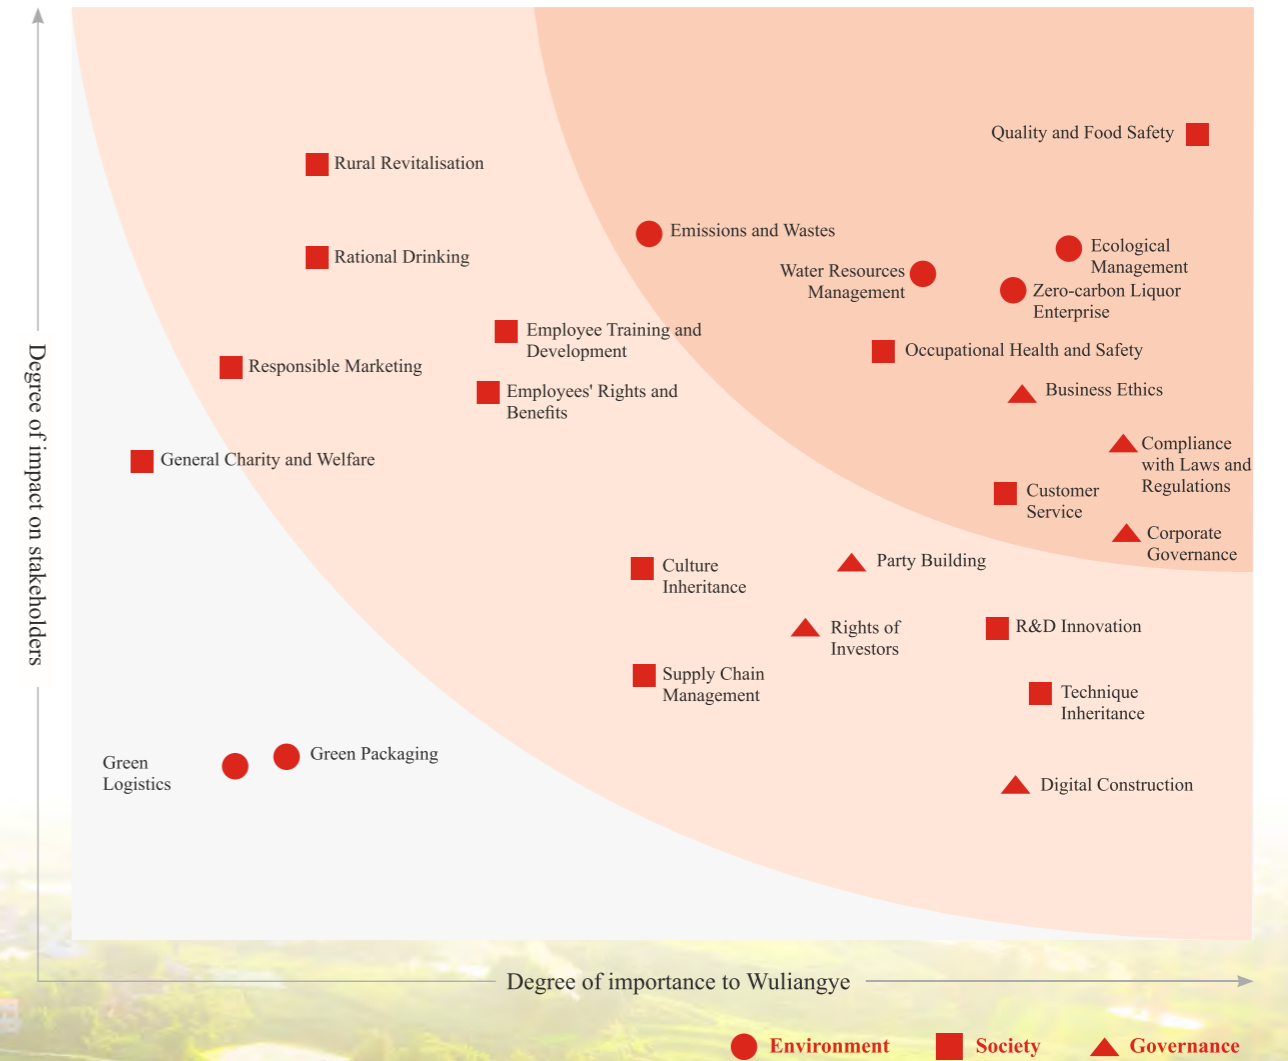 Quality and Food Safety
Rural Revitalisation
Emissions and Wastes
Ecological
Management
Rational Drinking
Water Resources
Management
Zero-carbon Liquor
Enterprise
Employee Training and
Development
Occupational Health and Safety
Responsible Marketing
Employees' Rights and
Benefits
Business Ethics
General Charity and Welfare
Compliance
with Laws and
Regulations
Customer
Service
Corporate
Governance
Culture
Inheritance
Party Building
Rights of
Investors
R&D Innovation
Supply Chain
Management
Technique
Inheritance
Green
Logistics
Green Packaging
Digital Construction
Degree of impact on stakeholders
Degree of importance to Wuliangye
Environment
Society
Governance